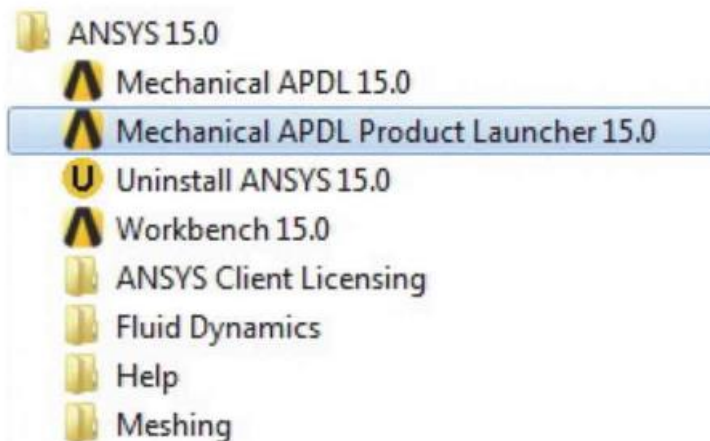 ANSYS 15.0
Mechanical APDL 15.0
Mechanical APDL Product Launcher 15.0
Uninstall ANSYS 15.0
Workbench 15.0
ANSYS Client Licensing
Fluid Dynamics
Help
Meshing